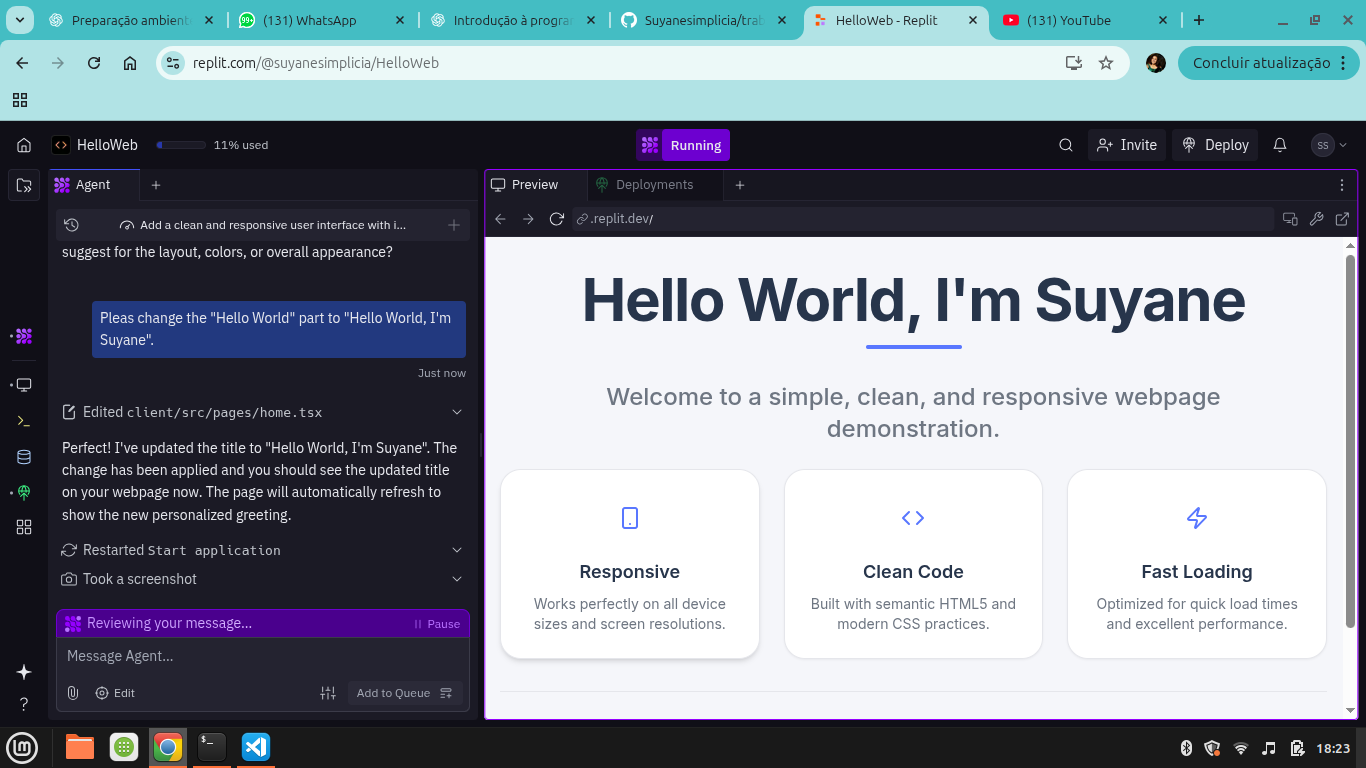 Preparação ambient
(131) WhatsApp
Introdução à progra
Suyanesimplicia/trab
HelloWeb - Replit
(131) YouTube
99+
replit.com/@suyanesimplicia/HelloWeb
Concluir atualização
HelloWeb
11% used
Running
Invite
Deploy
SS
Agent
Preview
Deployments
Add a clean and responsive user interface with i...
.replit.dev/
suggest for the layout, colors, or overall appearance?
Pleas change the "Hello World" part to "Hello World, I'm
Suyane".
Just now
Edited client/src/pages/home.tsx
Perfect! I've updated the title to "Hello World, I'm Suyane". The
change has been applied and you should see the updated title
on your webpage now. The page will automatically refresh to
show the new personalized greeting.
Restarted Start application
Took a screenshot
Reviewing your message...
Pause
Message Agent...
Edit
Add to Queue
Hello World, I'm Suyane
Welcome to a simple, clean, and responsive webpage
demonstration.
Responsive
Works perfectly on all device
sizes and screen resolutions.
Clean Code
Built with semantic HTML5 and
modern CSS practices.
Fast Loading
Optimized for quick load times
and excellent performance.
18:23